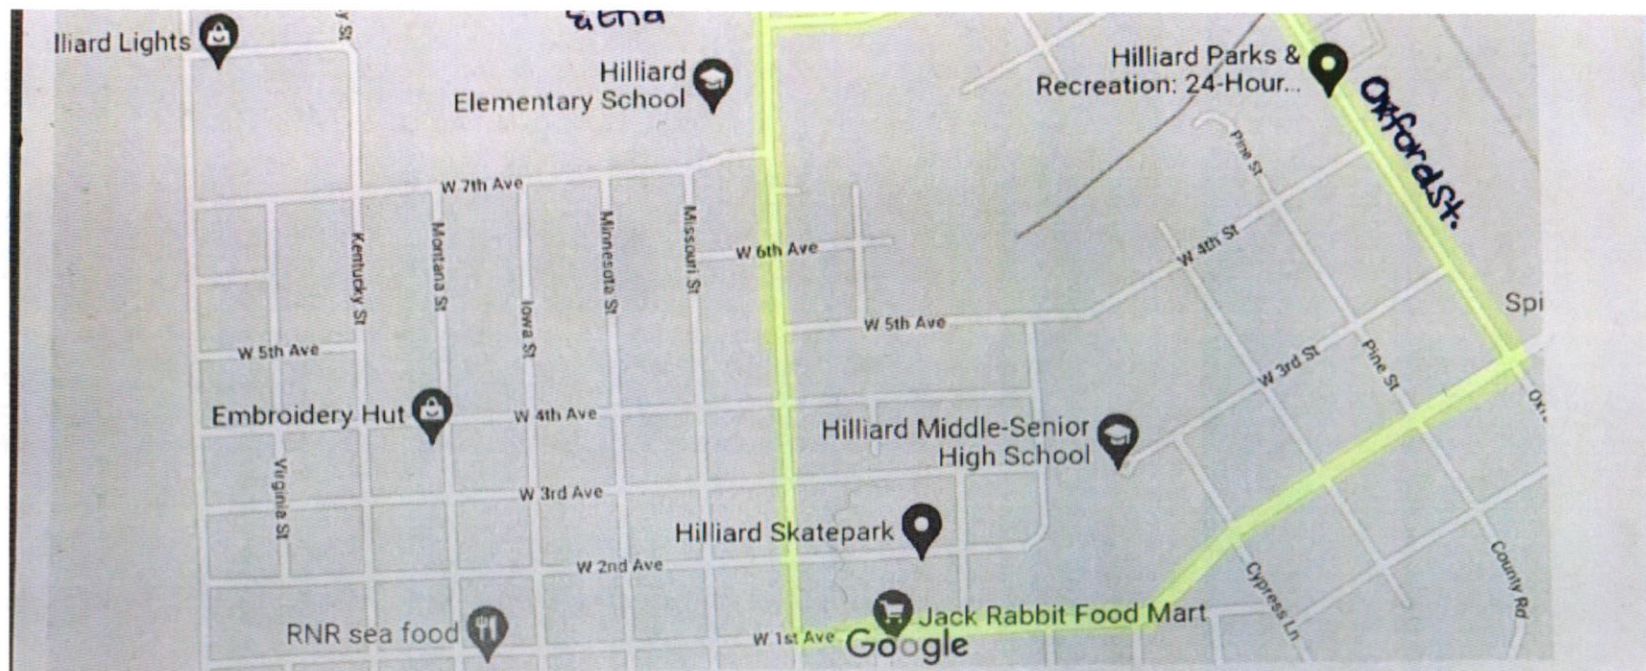 lliard Lights
y St
Hilliard
Elementary School
Hilliard Parks &
Recreation: 24-Hour...
Oxford St.
Pine St
W 7th Ave
Kentucky St
Montana St
Iowa St
Minnesota St
Missouri St
W 6th Ave
W 4th St
W 5th Ave
W 5th Ave
Spi
W 3rd St
Pine St
Embroidery Hut
W 4th Ave
Hilliard Middle-Senior
High School
Virginia St
W 3rd Ave
Hilliard Skatepark
W 2nd Ave
Cypress Ln
County Rd
RNR sea food
Jack Rabbit Food Mart
W 1st Ave
Google